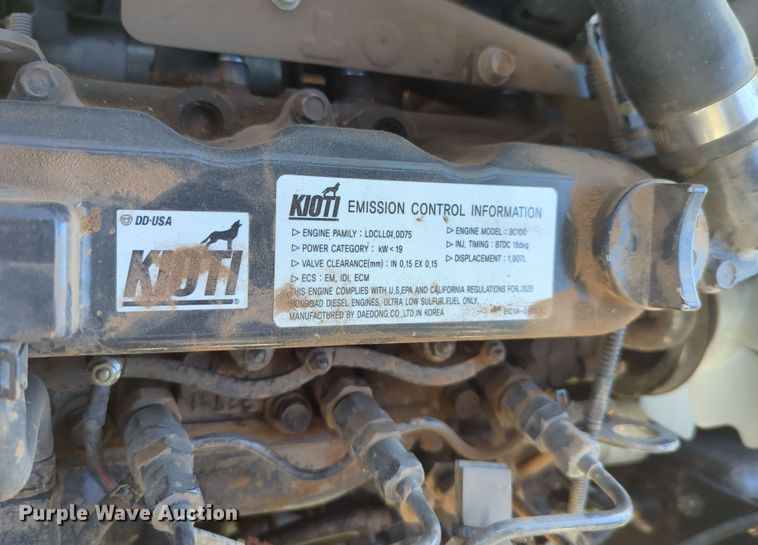 DD-USA
KIOTI
KIOTI EMISSION CONTROL INFORMATION
▷ ENGINE FAMILY : LDCLL04,0D75
▷ POWER CATEGORY : kW < 19
▷ VALVE CLEARANCE(mm) : IN 0,15 EX 0,15
▷ ECS : EM, IDI, ECM
▷ ENGINE MODEL : 3C100
▷ INJ, TIMING : BTDC 18deg
▷ DISPLACEMENT : 1,007L
THIS ENGINE COMPLIES WITH U,S,EPA AND CALIFORNIA REGULATIONS FOR 2020
NONROAD DIESEL ENGINES, ULTRA LOW SULFUR FUEL ONLY,
MANUFACTURED BY DAEDONG,CO,,LTD,IN KOREA
Purple Wave Auction